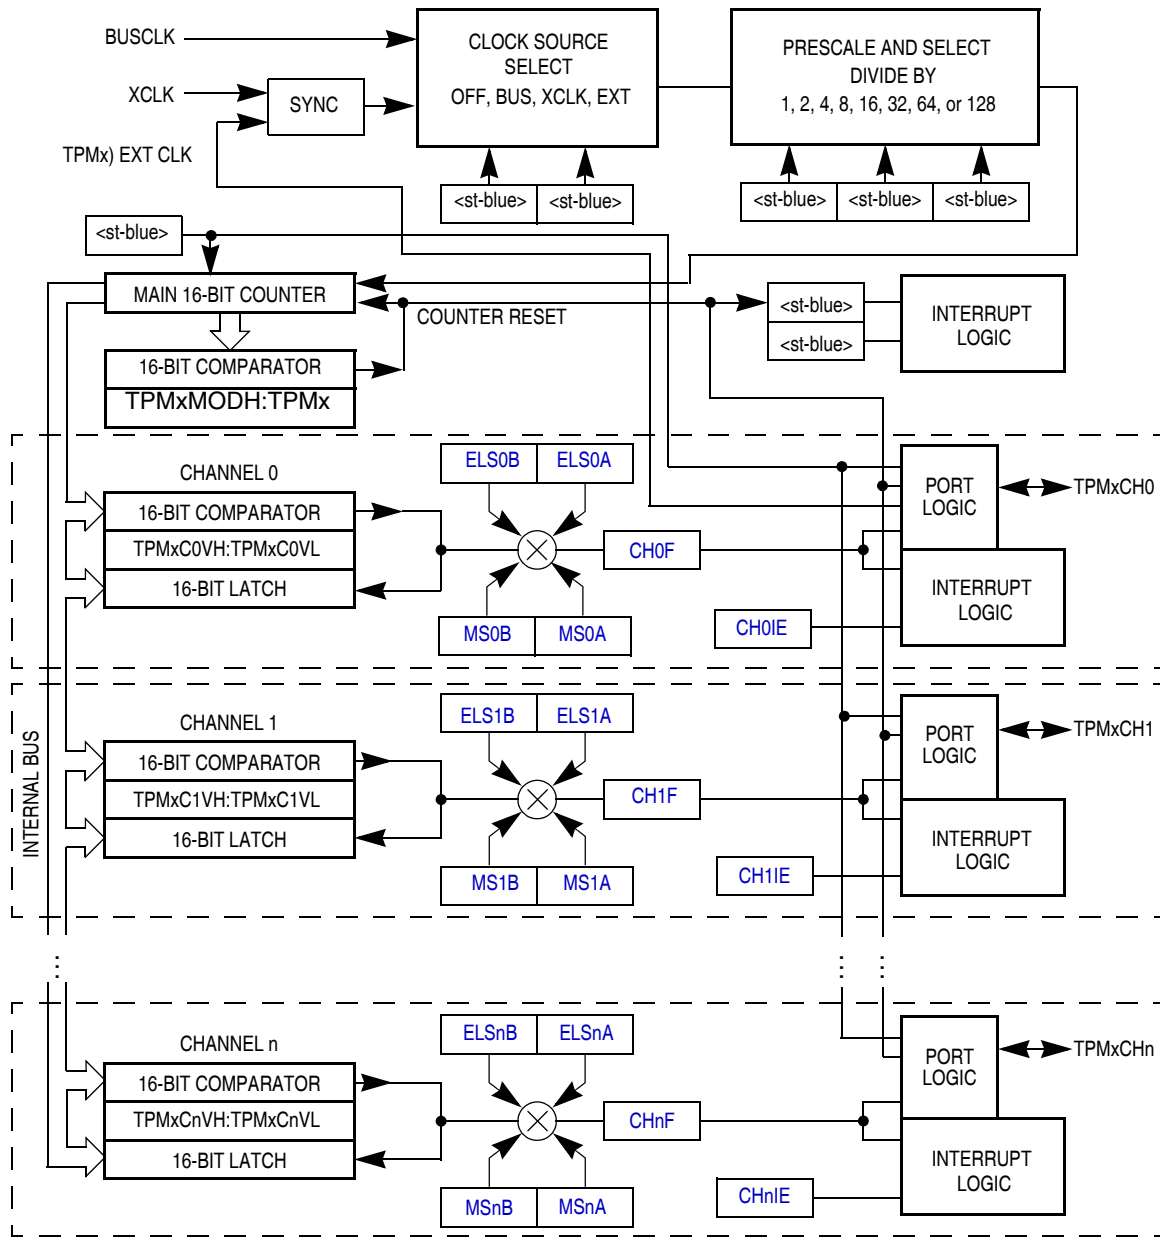 BUSCLK
CLOCK SOURCE
SELECT
OFF, BUS, XCLK, EXT
PRESCALE AND SELECT
DIVIDE BY
1, 2, 4, 8, 16, 32, 64, or 128
XCLK
SYNC
TPMx) EXT CLK
<st-blue>
<st-blue>
<st-blue>
<st-blue>
<st-blue>
<st-blue>
MAIN 16-BIT COUNTER
COUNTER RESET
<st-blue>
<st-blue>
INTERRUPT
LOGIC
16-BIT COMPARATOR
TPMxMODH:TPMx
CHANNEL 0
ELS0B
ELS0A
PORT
LOGIC
TPMxCH0
16-BIT COMPARATOR
TPMxC0VH:TPMxC0VL
16-BIT LATCH
CH0F
INTERRUPT
LOGIC
MS0B
MS0A
CH0IE
INTERNAL BUS
CHANNEL 1
ELS1B
ELS1A
PORT
LOGIC
TPMxCH1
16-BIT COMPARATOR
TPMxC1VH:TPMxC1VL
16-BIT LATCH
CH1F
INTERRUPT
LOGIC
MS1B
MS1A
CH1IE
...
...
...
CHANNEL n
ELSnB
ELSnA
PORT
LOGIC
TPMxCHn
16-BIT COMPARATOR
TPMxCnVH:TPMxCnVL
16-BIT LATCH
CHnF
INTERRUPT
LOGIC
MSnB
MSnA
CHnIE